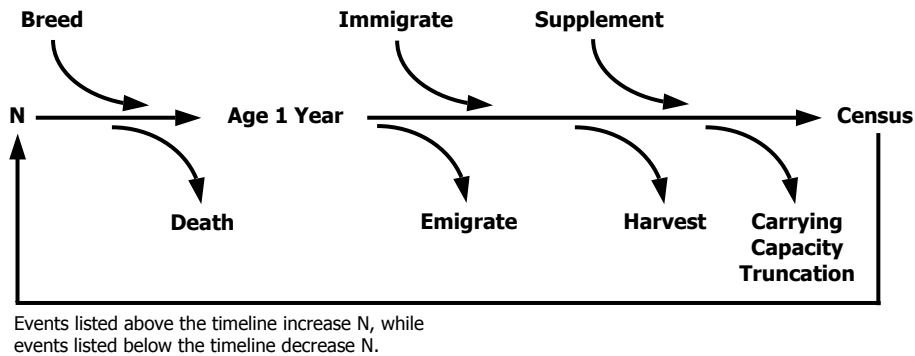 Breed
Immigrate
Supplement
N
Age 1 Year
Census
Death
Emigrate
Harvest
Carrying
Capacity
Truncation
Events listed above the timeline increase N, while
events listed below the timeline decrease N.